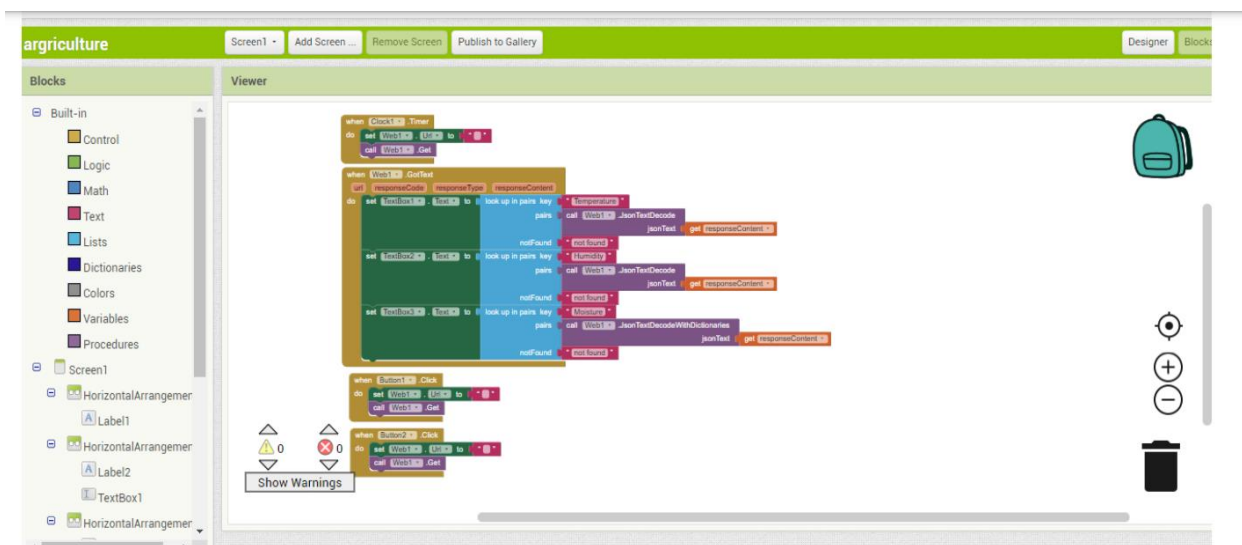 argriculture Screen1 Add Screen ... Remove Screen Publish to Gallery Designer Blocks
Blocks Viewer
Built-in
Control
Logic
Math
Text
Lists
Dictionaries
Colors
Variables
Procedures
Screen1
HorizontalArrangemen
Label1
HorizontalArrangemen
Label2
TextBox1
HorizontalArrangemen
when Clock1 .Timer
do set Web1 . Url to " "
call Web1 .Get
when Web1 .GotText
url responseCode responseType responseContent
do set TextBox1 . Text to look up in pairs key " Temperature "
pairs call Web1 .JsonTextDecode
jsonText get responseContent
notFound " not found "
set TextBox2 . Text to look up in pairs key " Humidity "
pairs call Web1 .JsonTextDecode
jsonText get responseContent
notFound " not found "
set TextBox3 . Text to look up in pairs key " Moisture "
pairs call Web1 .JsonTextDecodeWithDictionaries
jsonText get responseContent
notFound " not found "
when Button1 .Click
do set Web1 . Url to " "
call Web1 .Get
when Button2 .Click
do set Web1 . Url to " "
call Web1 .Get
0 0
Show Warnings